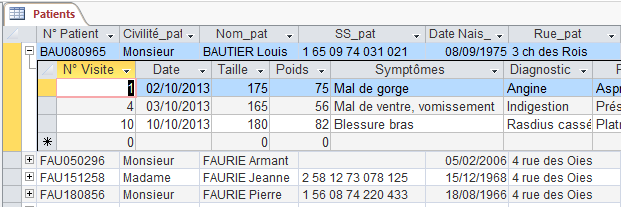 Patients
N° Patient Civilité_pat Nom_pat SS_pat Date Nais_ Rue_pat
BAU080965 Monsieur BAUTIER Louis 1 65 09 74 031 021 08/09/1975 3 ch des Rois
N° Visite Date Taille Poids Symptômes Diagnostic P
1 02/10/2013 175 75 Mal de gorge Angine Aspr
4 03/10/2013 165 56 Mal de ventre, vomissement Indigestion Prés
10 10/10/2013 180 82 Blessure bras Rasdius cassé Platr
0 0 0
FAU050296 Monsieur FAURIE Armant 05/02/2006 4 rue des Oies
FAU151258 Madame FAURIE Jeanne 2 58 12 73 078 125 15/12/1968 4 rue des Oies
FAU180856 Monsieur FAURIE Pierre 1 56 08 74 220 433 18/08/1966 4 rue des Oies